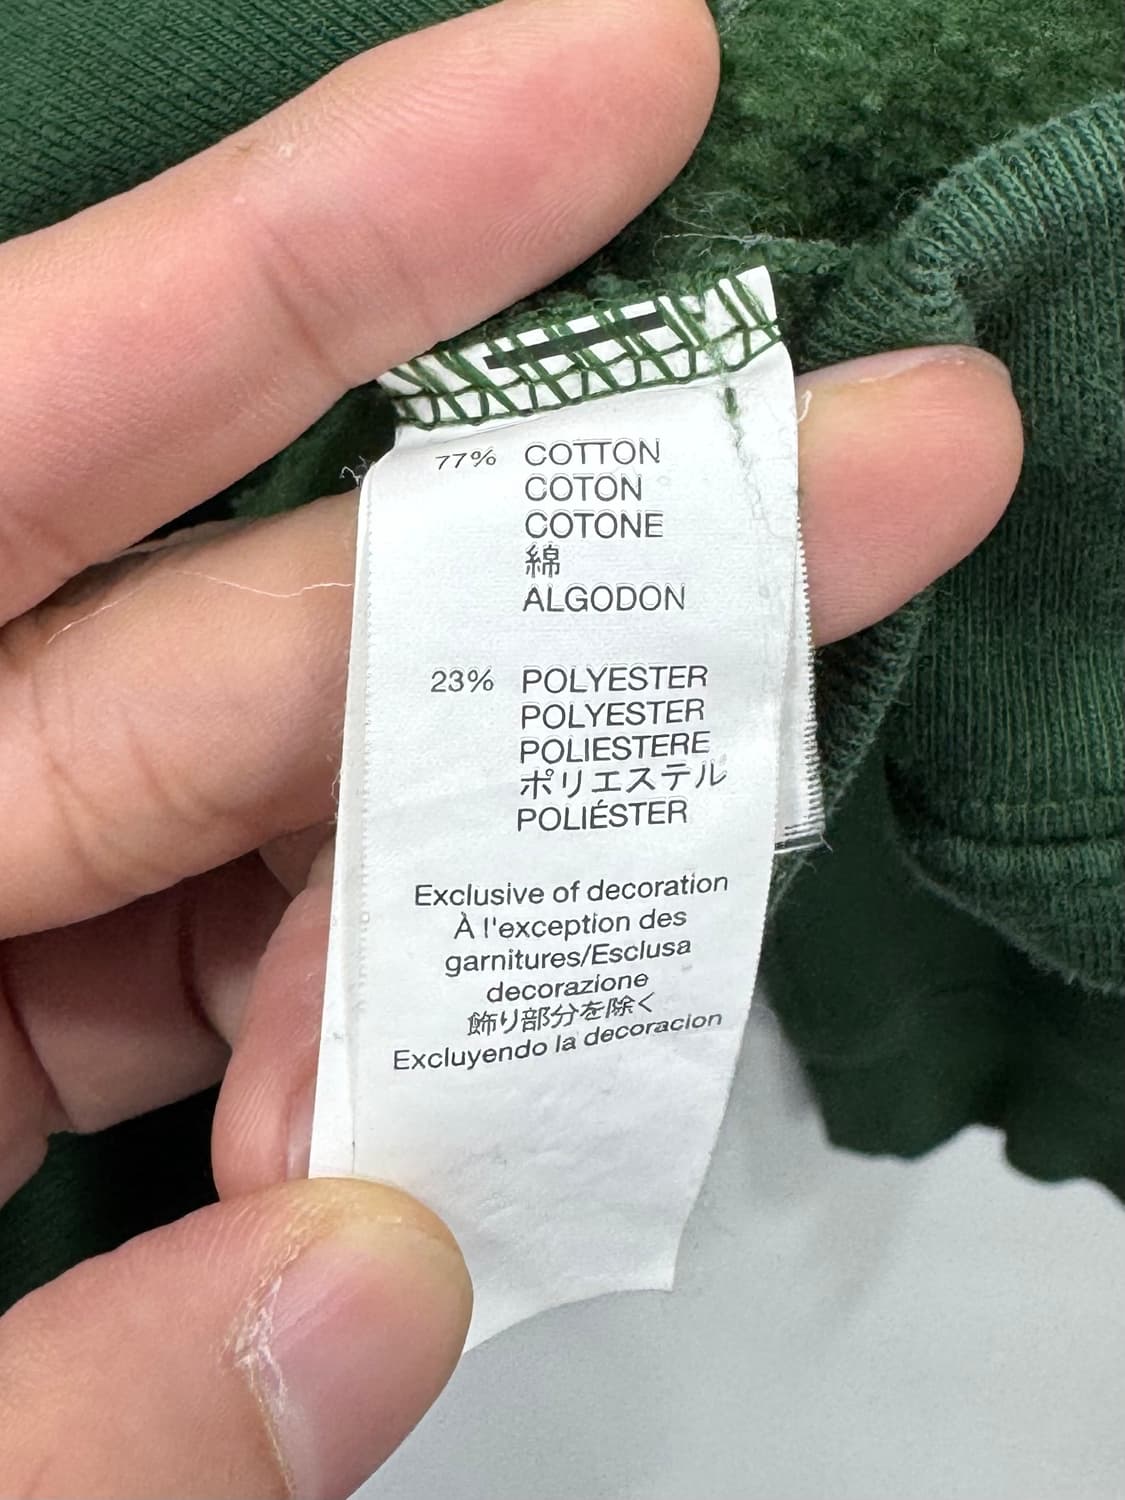 77% COTTON
COTON
COTONE
綿
ALGODON
23% POLYESTER
POLYESTER
POLIESTERE
ポリエステル
POLIÉSTER
Exclusive of decoration
À l'exception des
garnitures/Esclusa
decorazione
飾り部分を除く
Excluyendo la decoracion